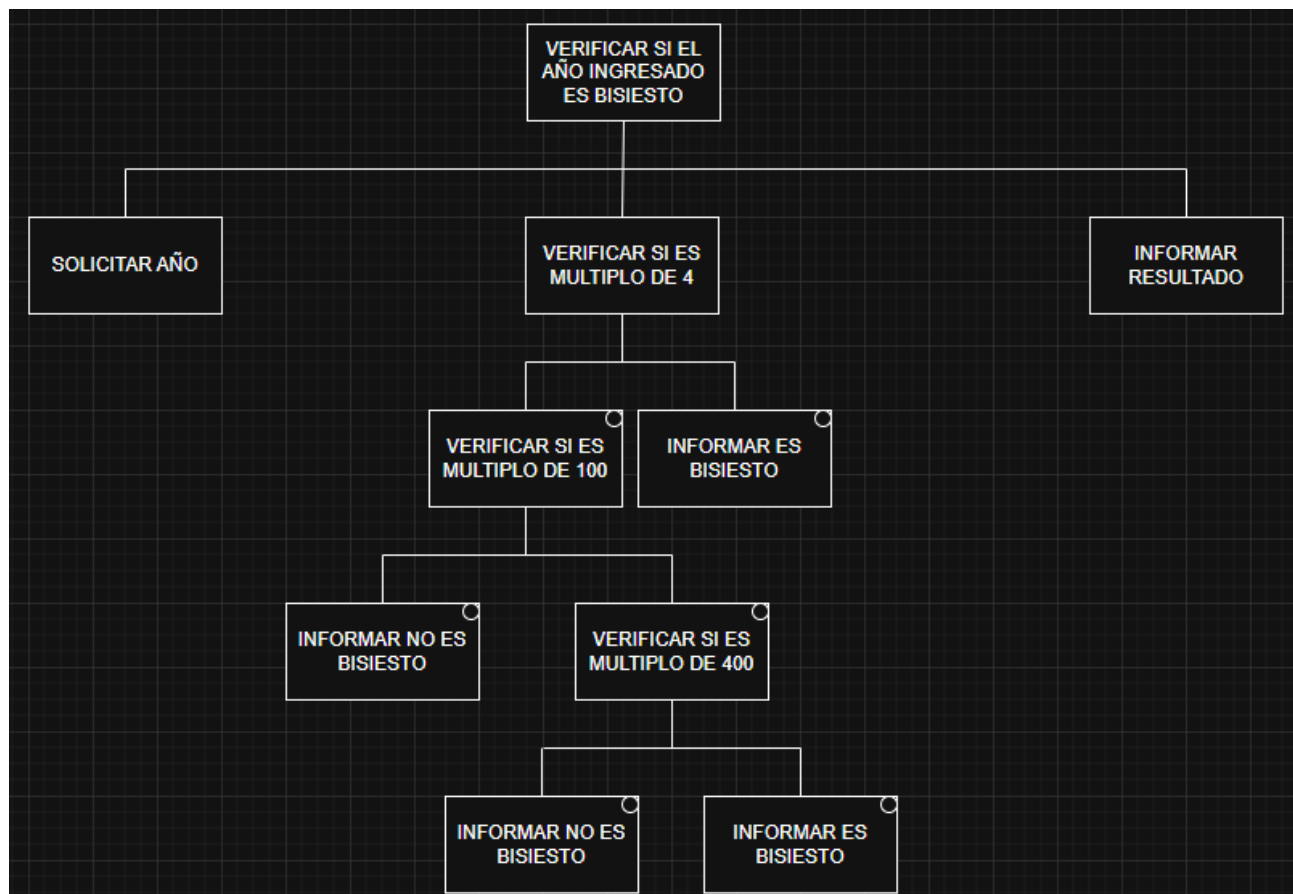 VERIFICAR SI EL
AÑO INGRESADO
ES BISIESTO
SOLICITAR AÑO
VERIFICAR SI ES
MULTIPLO DE 4
INFORMAR
RESULTADO
VERIFICAR SI ES
MULTIPLO DE 100
INFORMAR ES
BISIESTO
INFORMAR NO ES
BISIESTO
VERIFICAR SI ES
MULTIPLO DE 400
INFORMAR NO ES
BISIESTO
INFORMAR ES
BISIESTO